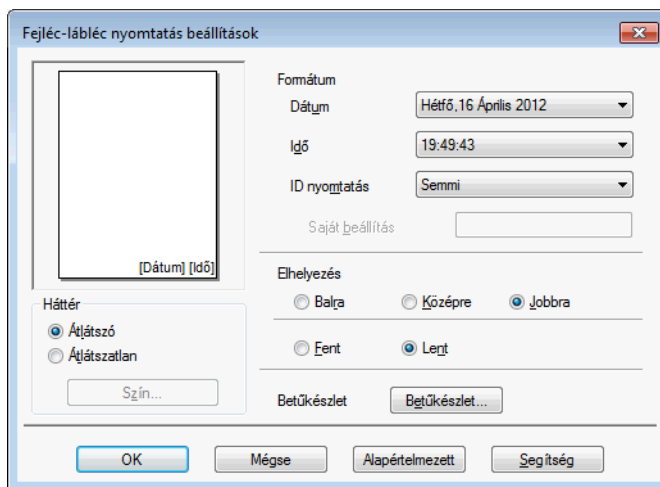 Fejléc-lábléc nyomtatás beállítások
Formátum
Dátum
Hétfő,16 Április 2012
Idő
19:49:43
ID nyomtatás
Semmi
Saját beállítás
[Dátum] [Idő]
Elhelyezés
Balra
Középre
Jobbra
Háttér
Átlátszó
Átlátszatlan
Fent
Lent
Szín...
Betűkészlet
Betűkészlet...
OK
Mégse
Alapértelmezett
Segítség